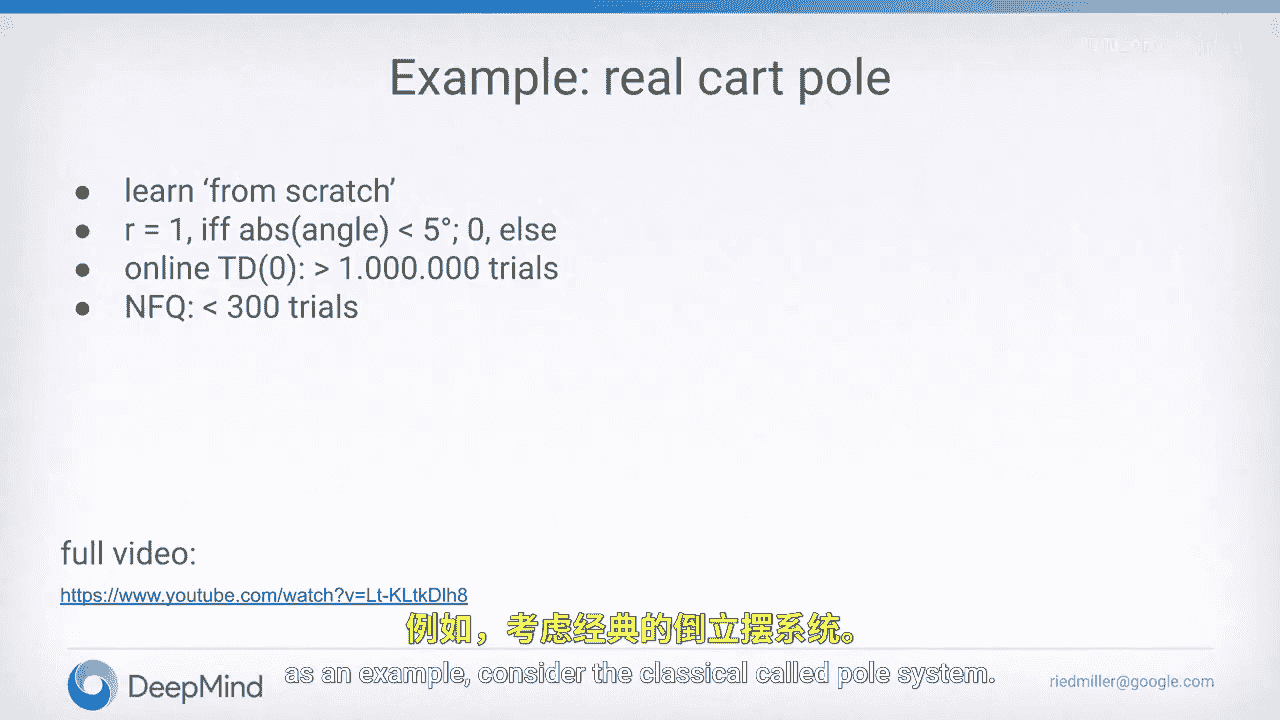 Example: real cart pole
● learn ‘from scratch’
● r = 1, iff abs(angle) < 5°; 0, else
● online TD(0): > 1.000.000 trials
● NFQ: < 300 trials
full video:
https://www.youtube.com/watch?v=Lt-KLtkDlh8
例如，考虑经典的倒立摆系统。
as an example, consider the classical called pole system.
DeepMind
riedmiller@google.com